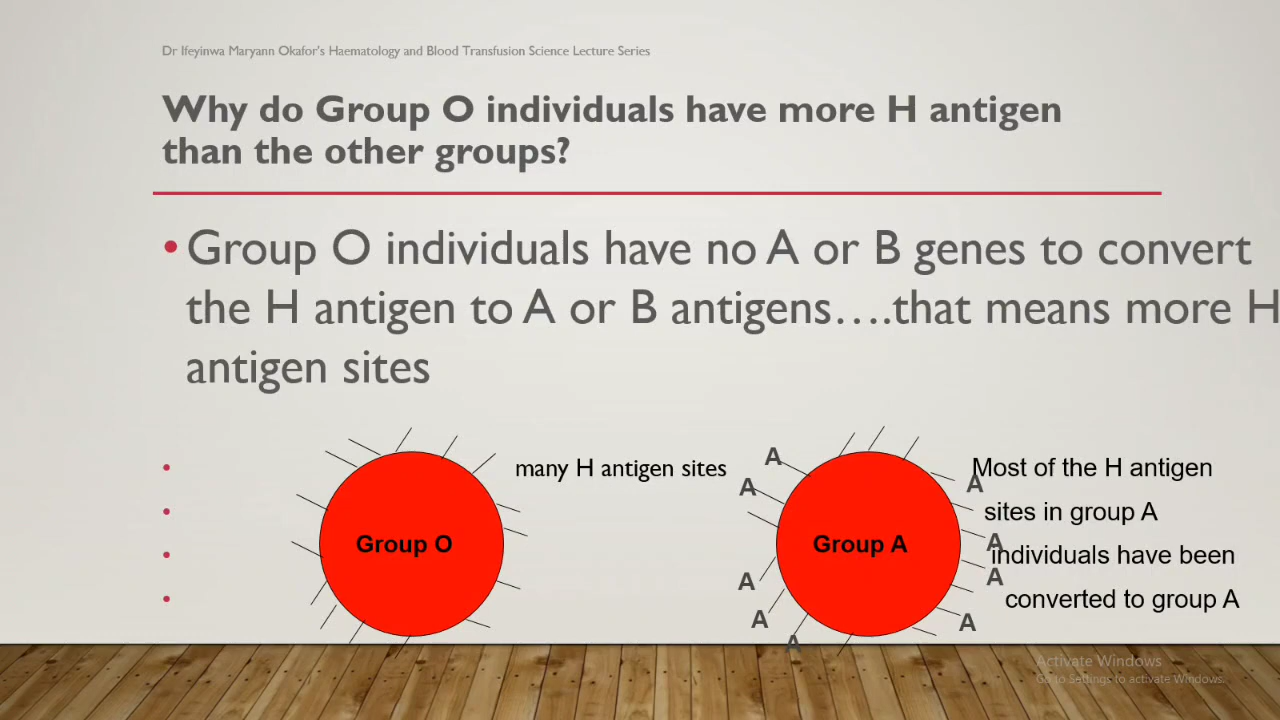 Dr Ifeyinwa Maryann Okafor's Haematology and Blood Transfusion Science Lecture Series
Why do Group O individuals have more H antigen
than the other groups?
• Group O individuals have no A or B genes to convert
the H antigen to A or B antigens….that means more H
antigen sites
• many H antigen sites
Most of the H antigen
• sites in group A
• individuals have been
• converted to group A
Group O
Group A
A
A
A
A
A
A
A
A
A
Activate Windows
Go to Settings to activate Windows.